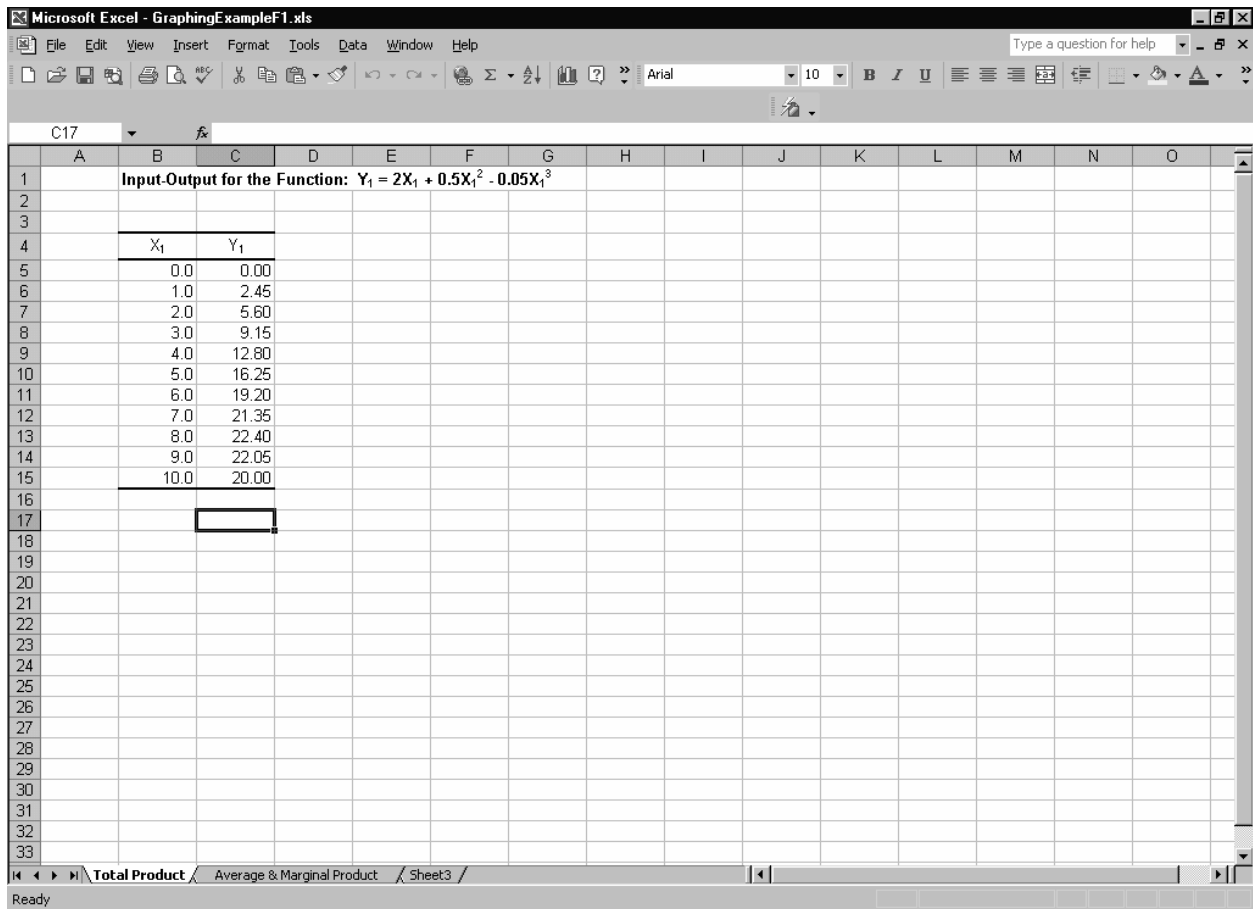 Microsoft Excel - GraphingExampleF1.xls
File Edit View Insert Format Tools Data Window Help Type a question for help
Arial 10 B I U
C17 fx
A B C D E F G H I J K L M N O
1 Input-Output for the Function: Y₁ = 2X₁ + 0.5X₁² - 0.05X₁³
2
3
4 X₁ Y₁
5 0.0 0.00
6 1.0 2.45
7 2.0 5.60
8 3.0 9.15
9 4.0 12.80
10 5.0 16.25
11 6.0 19.20
12 7.0 21.35
13 8.0 22.40
14 9.0 22.05
15 10.0 20.00
16
17
18
19
20
21
22
23
24
25
26
27
28
29
30
31
32
33
Total Product Average & Marginal Product Sheet3
Ready